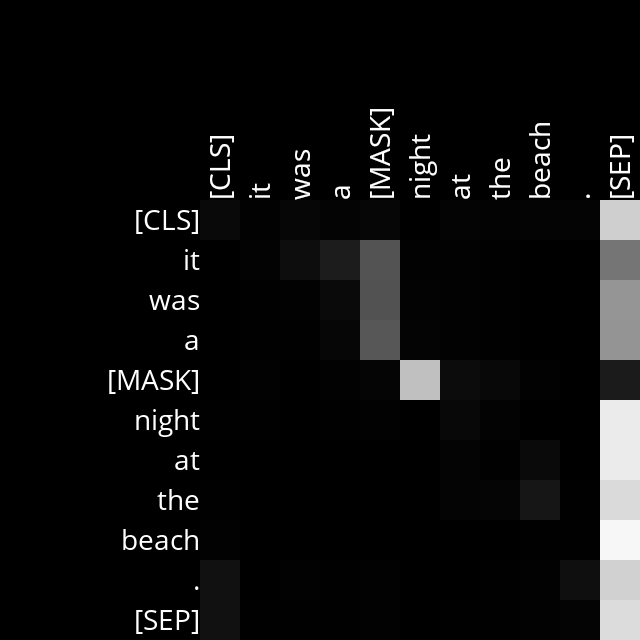 [CLS] it was a [MASK] night at the beach . [SEP]
[CLS]
it
was
a
[MASK]
night
at
the
beach
.
[SEP]